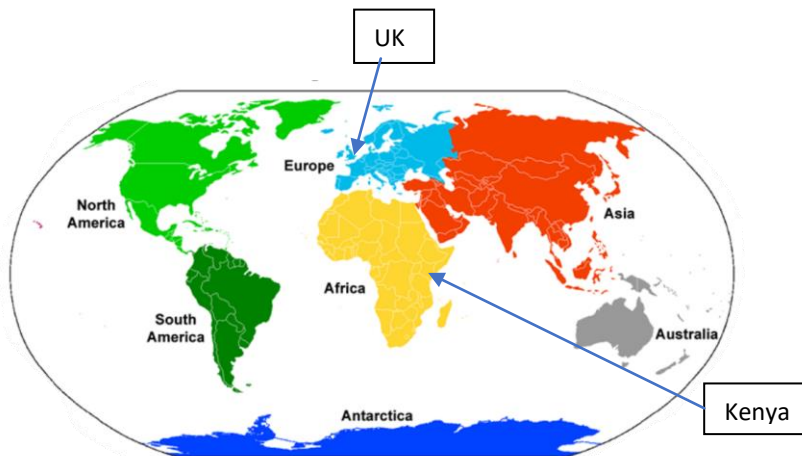 UK
Europe
North
America
Asia
Africa
South
America
Australia
Kenya
Antarctica